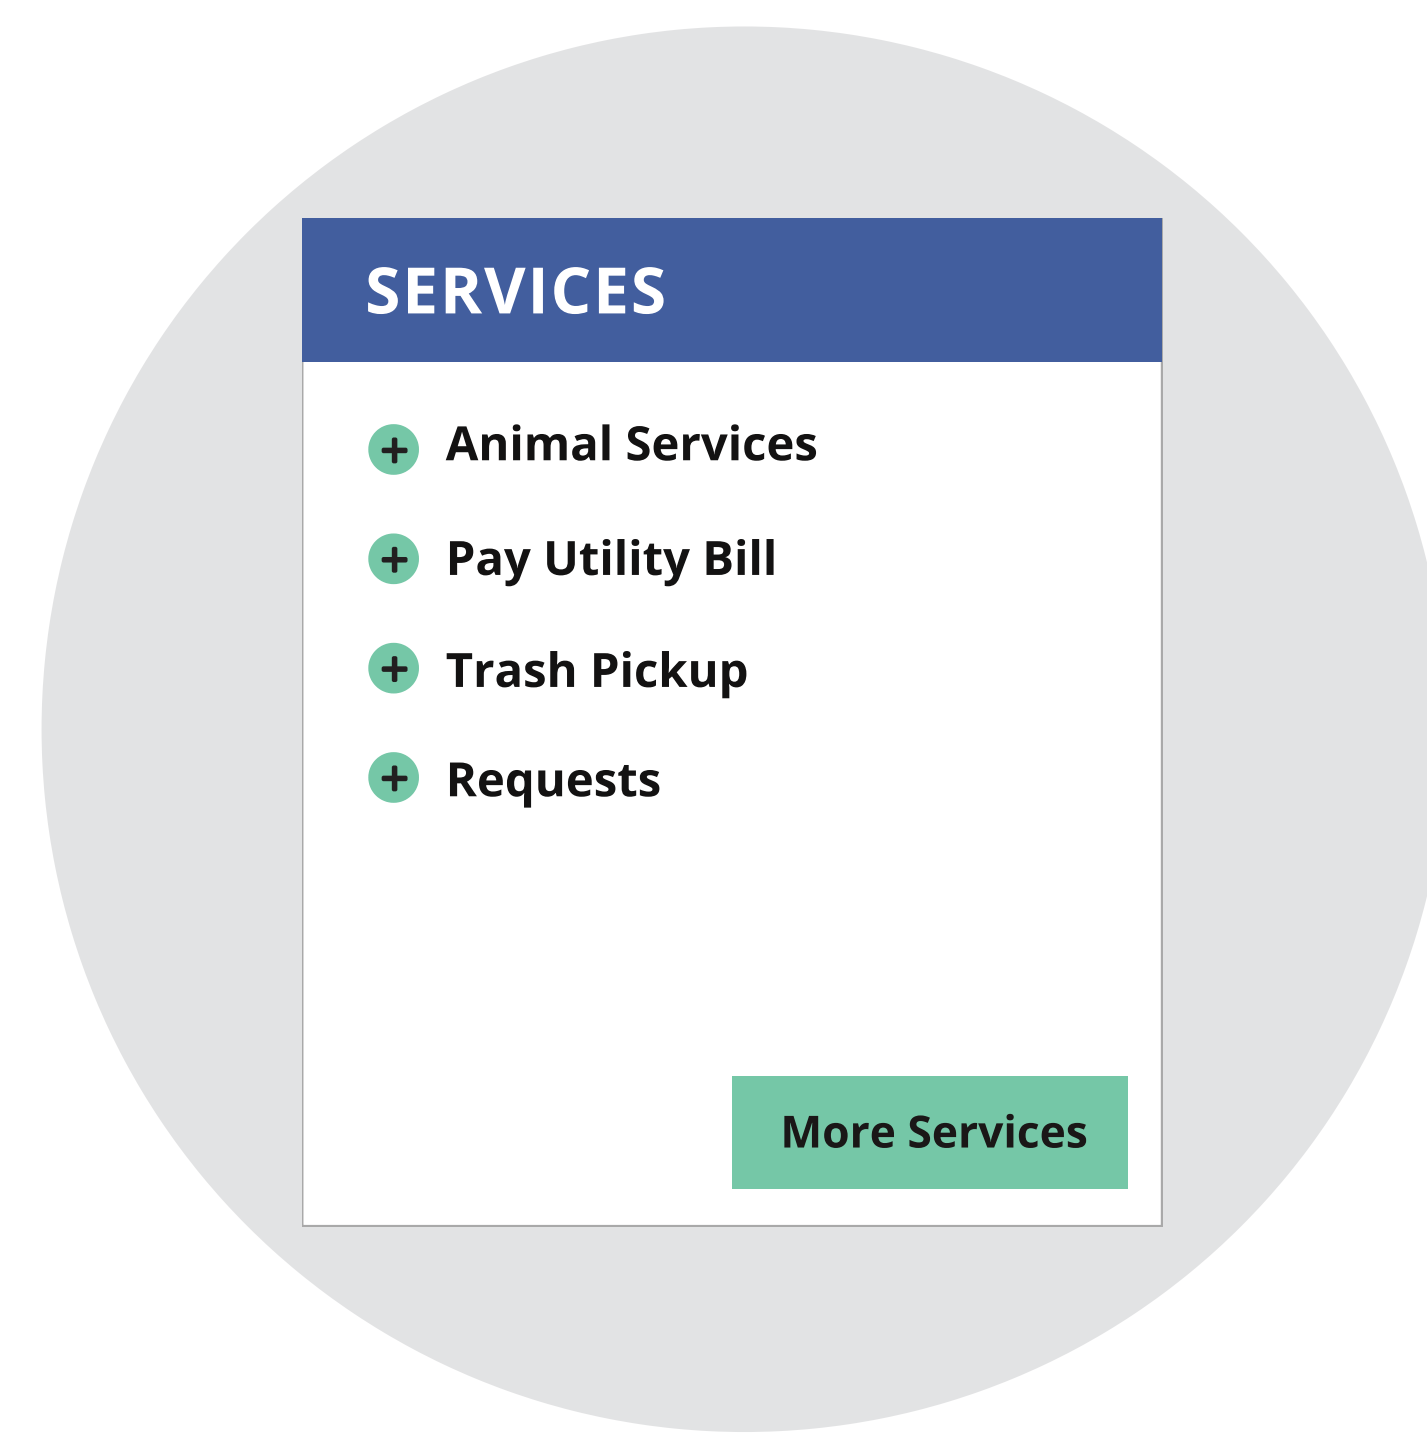 SERVICES
Animal Services
Pay Utility Bill
Trash Pickup
Requests
More Services